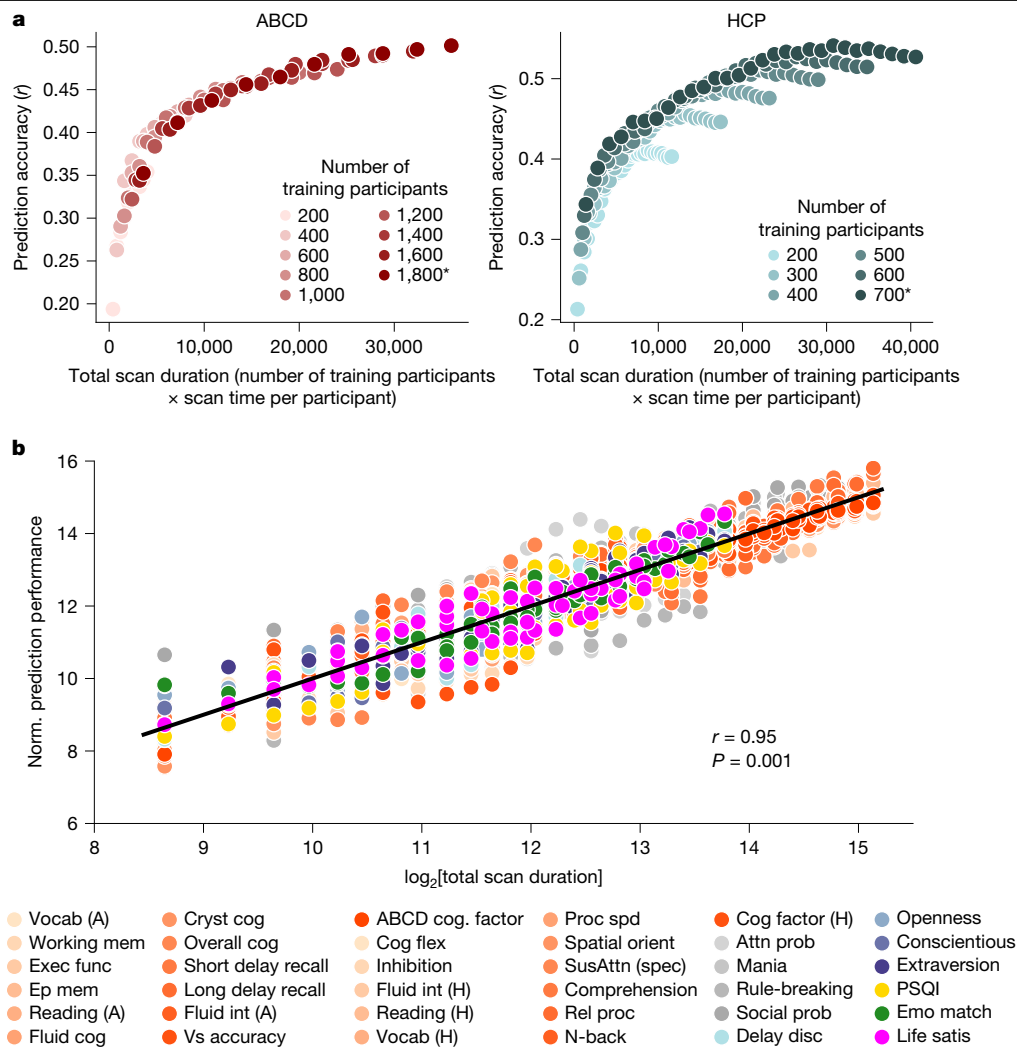 a
ABCD
HCP
Prediction accuracy (r)
0.50
0.45
0.40
0.35
0.30
0.25
0.20
Number of
training participants
200
400
600
800
1,000
1,200
1,400
1,600
1,800*
0
10,000
20,000
30,000
Total scan duration (number of training participants
× scan time per participant)
Prediction accuracy (r)
0.5
0.4
0.3
0.2
Number of
training participants
200
300
400
500
600
700*
0
10,000
20,000
30,000
40,000
Total scan duration (number of training participants
× scan time per participant)
b
Norm. prediction performance
16
14
12
10
8
6
r = 0.95
P = 0.001
8
9
10
11
12
13
14
15
log2[total scan duration]
Vocab (A)
Working mem
Exec func
Ep mem
Reading (A)
Fluid cog
Cryst cog
Overall cog
Short delay recall
Long delay recall
Fluid int (A)
Vs accuracy
ABCD cog. factor
Cog flex
Inhibition
Fluid int (H)
Reading (H)
Vocab (H)
Proc spd
Spatial orient
SusAttn (spec)
Comprehension
Rel proc
N-back
Cog factor (H)
Attn prob
Mania
Rule-breaking
Social prob
Delay disc
Openness
Conscientious
Extraversion
PSQI
Emo match
Life satis